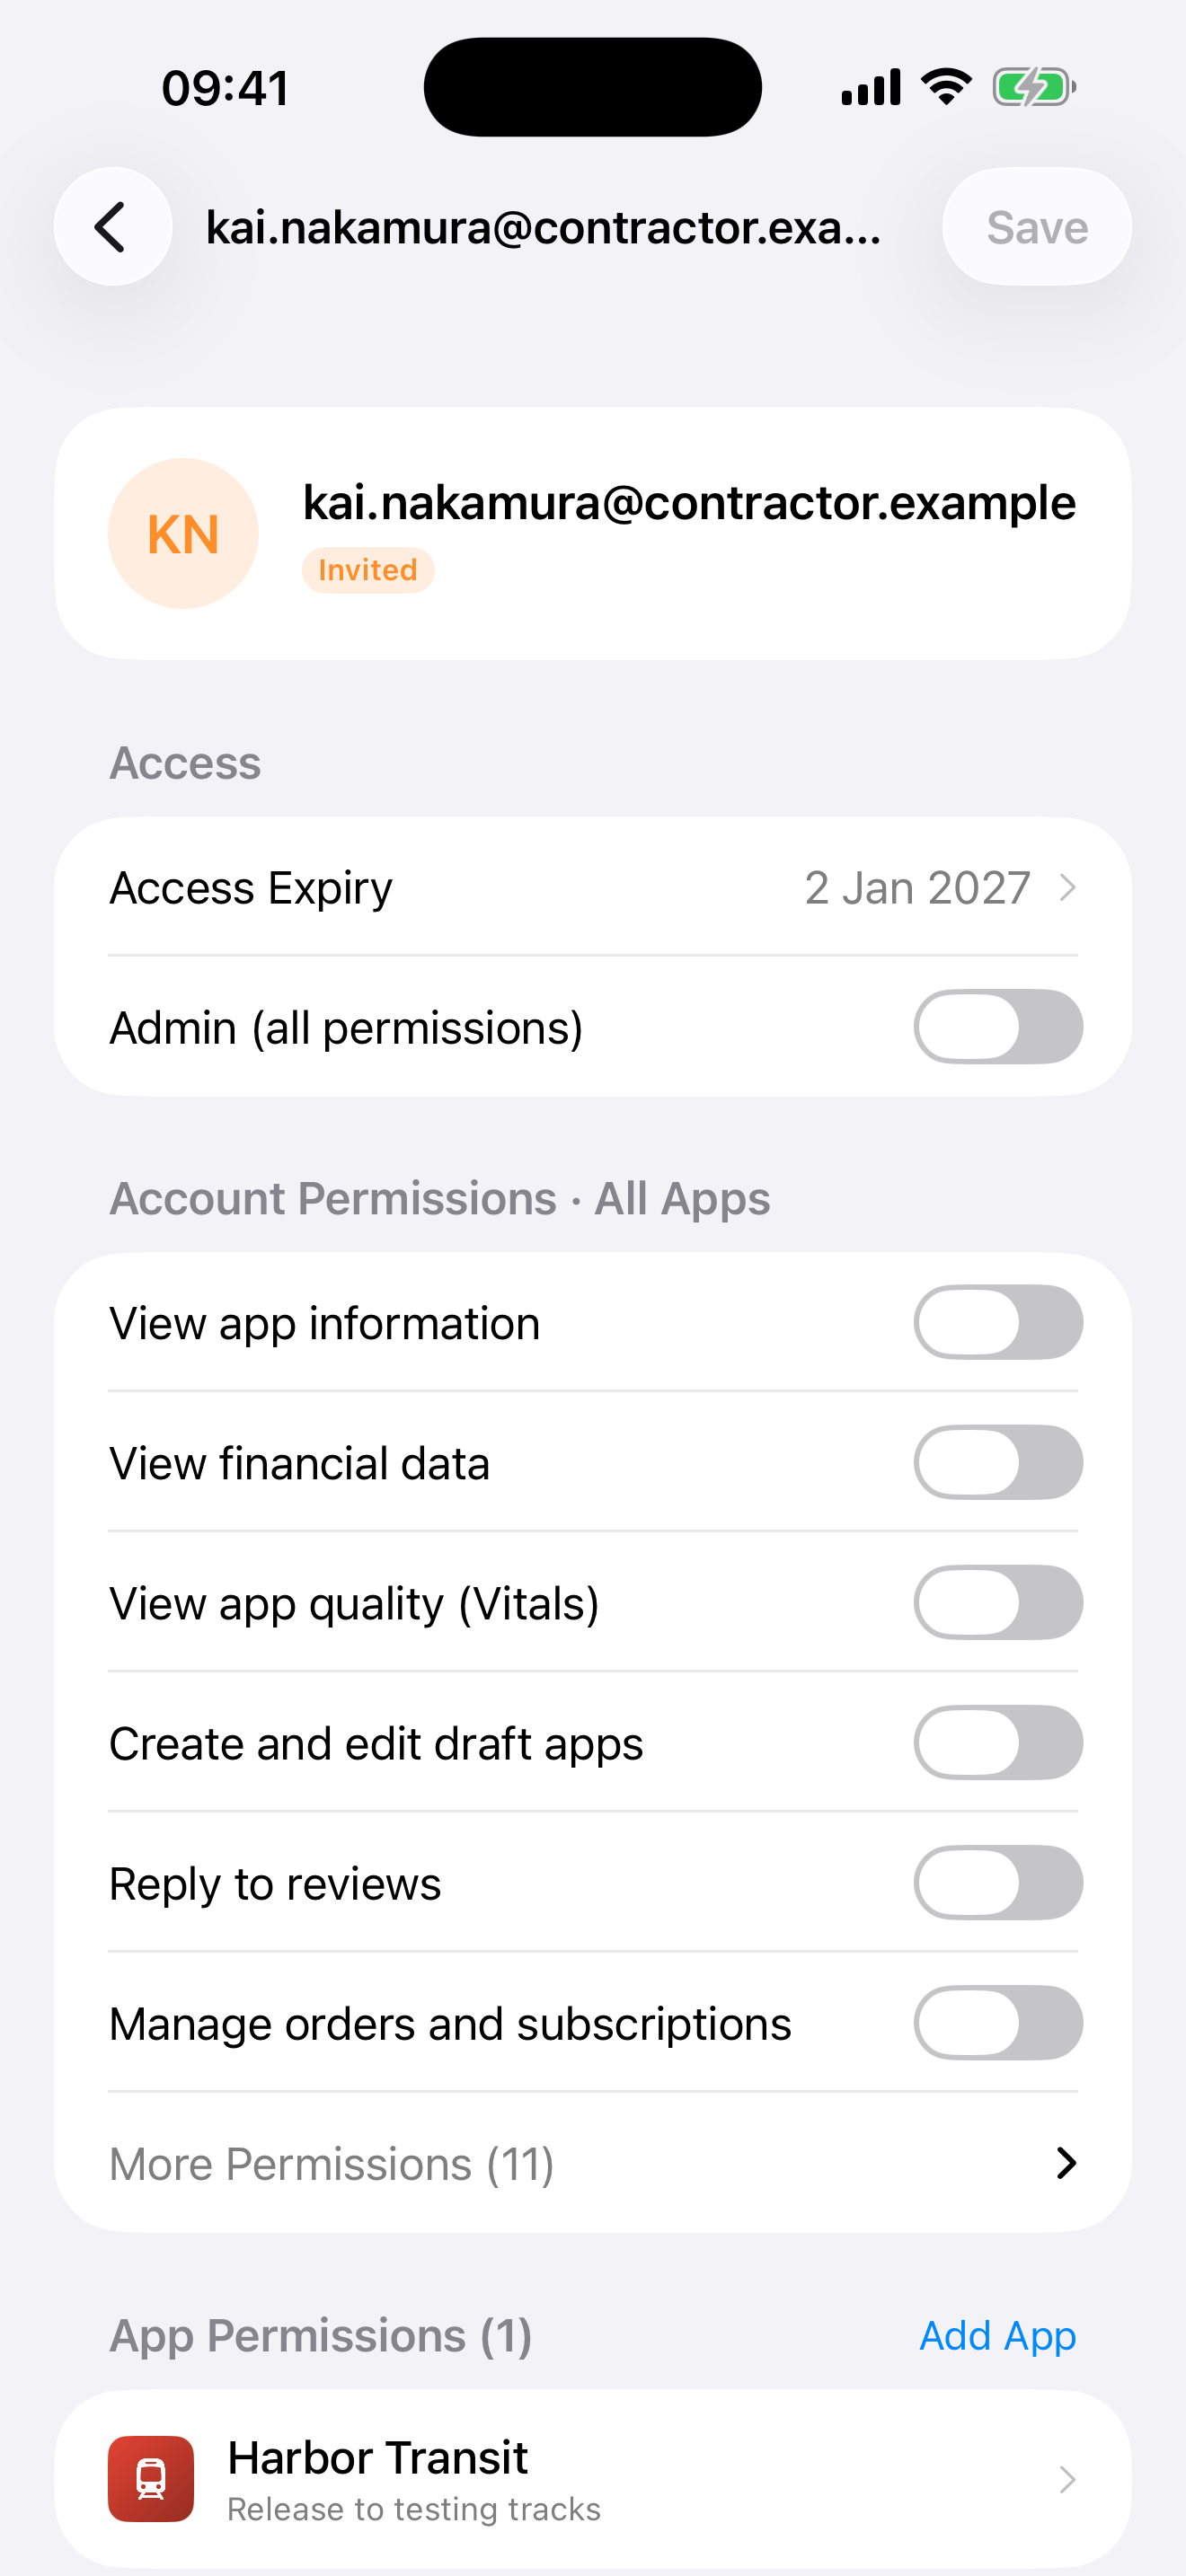 09:41
kai.nakamura@contractor.exa...
Save
KN
kai.nakamura@contractor.example
Invited
Access
Access Expiry
2 Jan 2027
Admin (all permissions)
Account Permissions · All Apps
View app information
View financial data
View app quality (Vitals)
Create and edit draft apps
Reply to reviews
Manage orders and subscriptions
More Permissions (11)
App Permissions (1)
Add App
Harbor Transit
Release to testing tracks